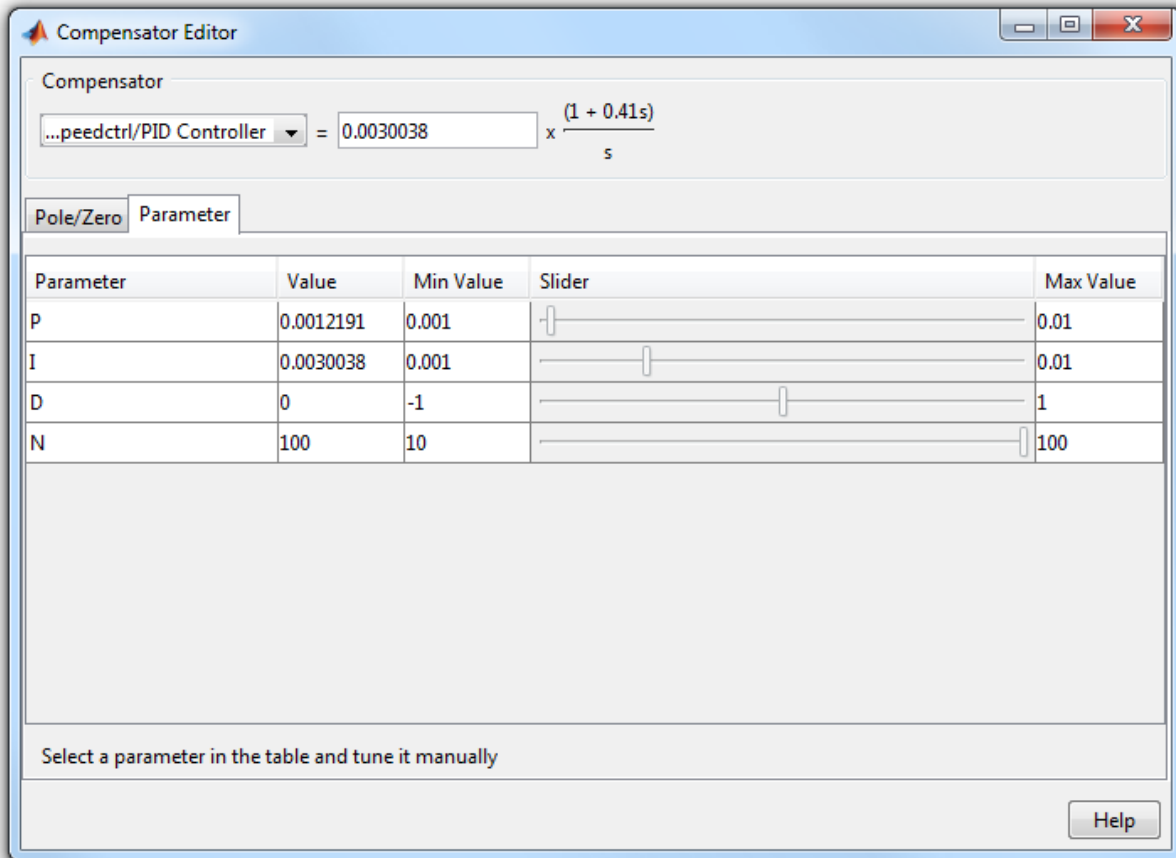 Compensator Editor
Compensator
...peedctrl/PID Controller = 0.0030038 x (1 + 0.41s)
s
Pole/Zero Parameter
Parameter Value Min Value Slider Max Value
P 0.0012191 0.001 0.01
I 0.0030038 0.001 0.01
D 0 -1 1
N 100 10 100
Select a parameter in the table and tune it manually
Help